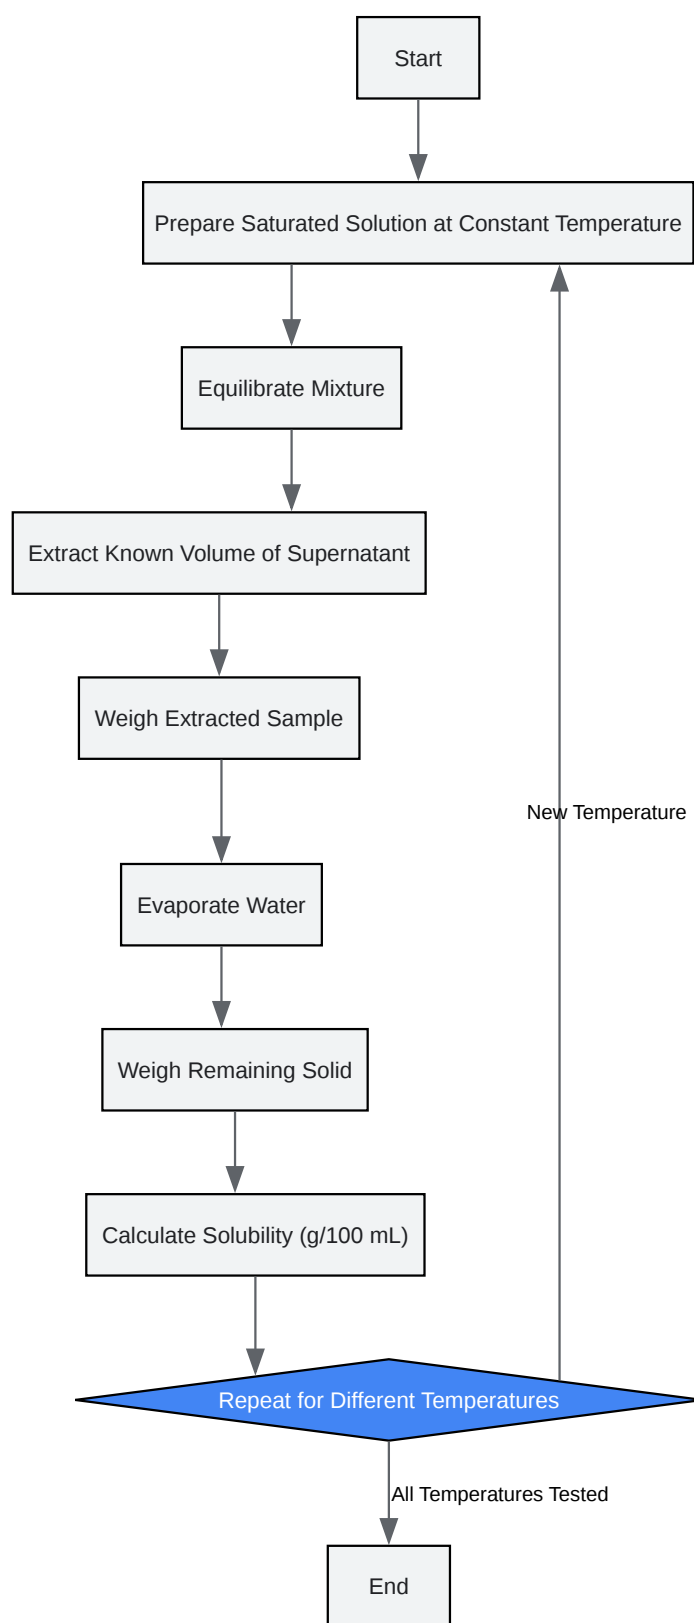 Start
Prepare Saturated Solution at Constant Temperature
Equilibrate Mixture
Extract Known Volume of Supernatant
Weigh Extracted Sample
New Temperature
Evaporate Water
Weigh Remaining Solid
Calculate Solubility (g/100 mL)
Repeat for Different Temperatures
All Temperatures Tested
End